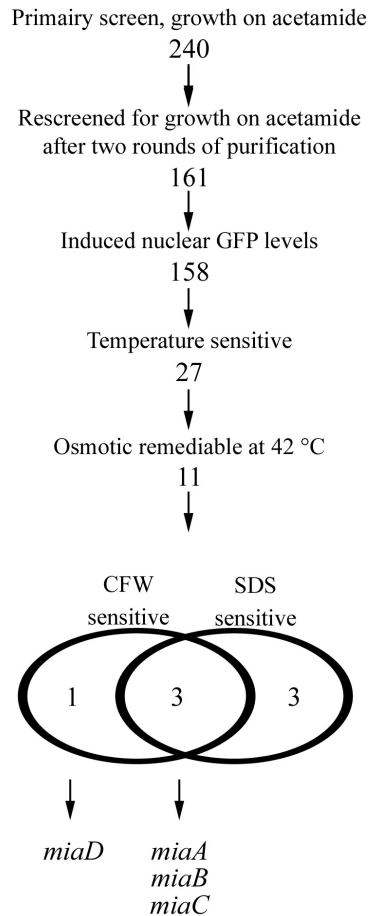 Primairy screen, growth on acetamide
240
Rescreened for growth on acetamide
after two rounds of purification
161
Induced nuclear GFP levels
158
Temperature sensitive
27
Osmotic remediable at 42 °C
11
CFW
sensitive
SDS
sensitive
1
3
3
miaD
miaA
miaB
miaC